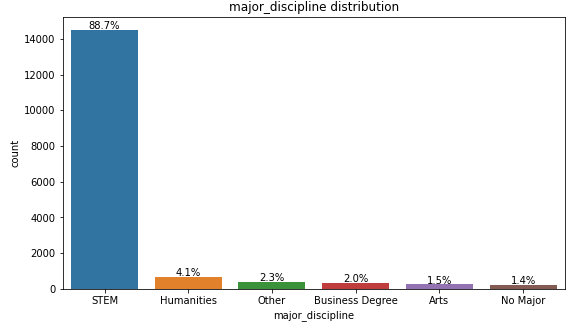 major_discipline distribution
14000
12000
10000
8000
6000
4000
2000
0
count
88.7%
4.1%
2.3%
2.0%
1.5%
1.4%
STEM
Humanities
Other
Business Degree
Arts
No Major
major_discipline